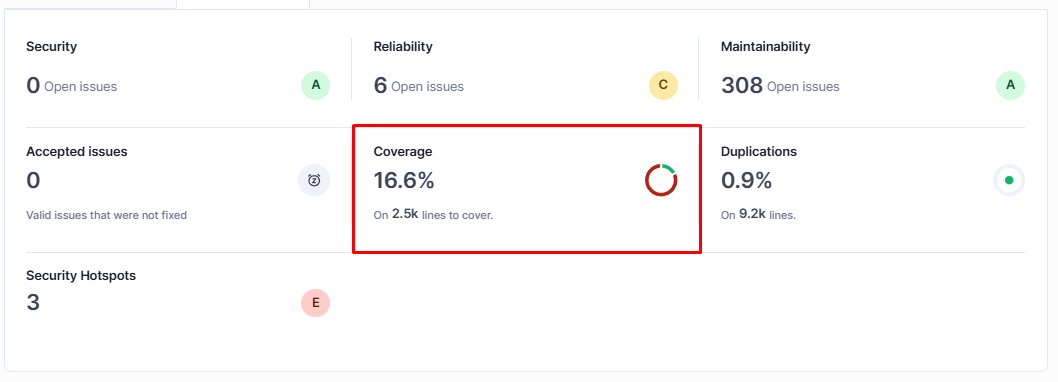 Security
0 Open issues A
Reliability
6 Open issues C
Maintainability
308 Open issues A
Accepted issues
0
Valid issues that were not fixed
Coverage
16.6%
On 2.5k lines to cover.
Duplications
0.9%
On 9.2k lines.
Security Hotspots
3 E